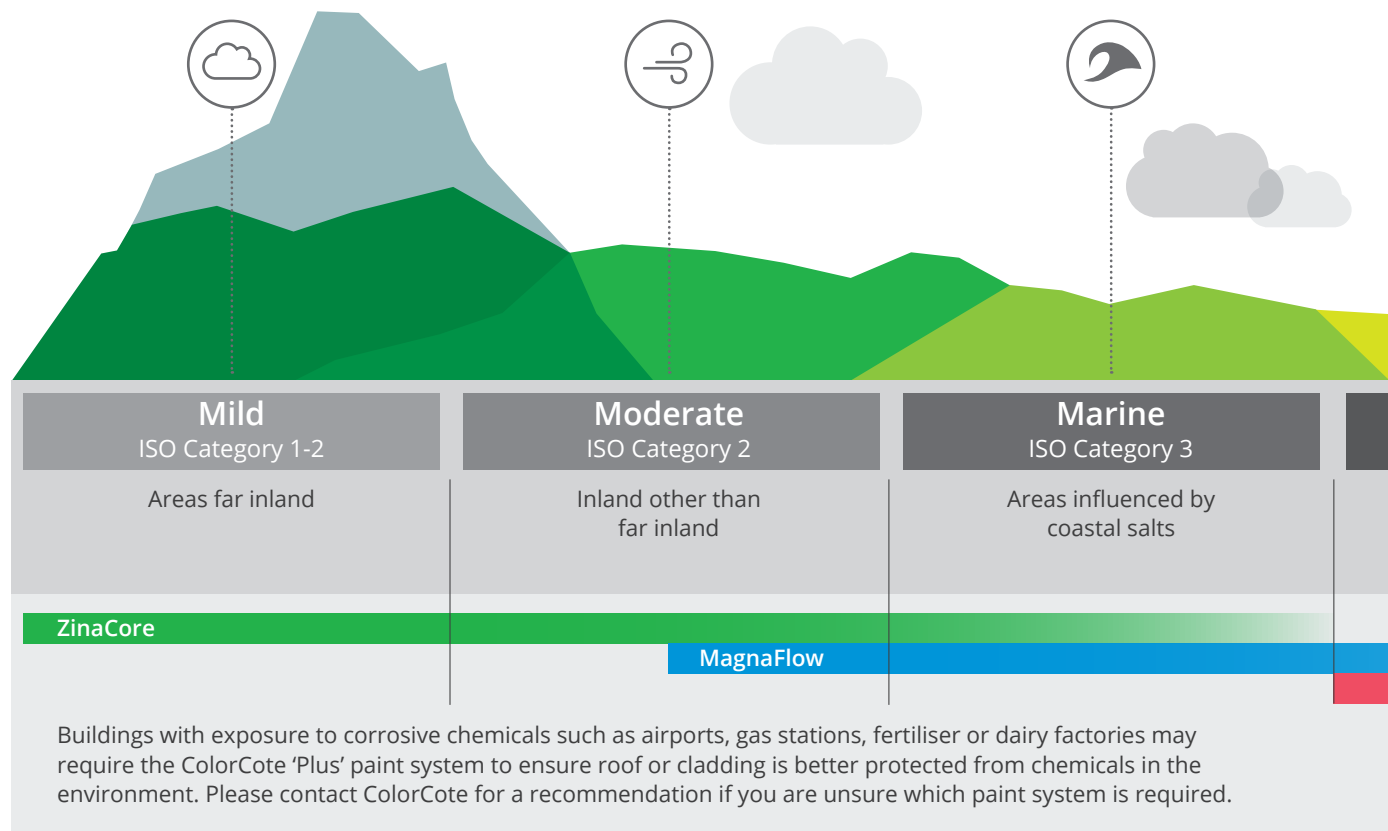 Mild
ISO Category 1-2
Moderate
ISO Category 2
Marine
ISO Category 3
Areas far inland
Inland other than
far inland
Areas influenced by
coastal salts
ZinaCore
MagnaFlow
Buildings with exposure to corrosive chemicals such as airports, gas stations, fertiliser or dairy factories may
require the ColorCote ‘Plus’ paint system to ensure roof or cladding is better protected from chemicals in the
environment. Please contact ColorCote for a recommendation if you are unsure which paint system is required.